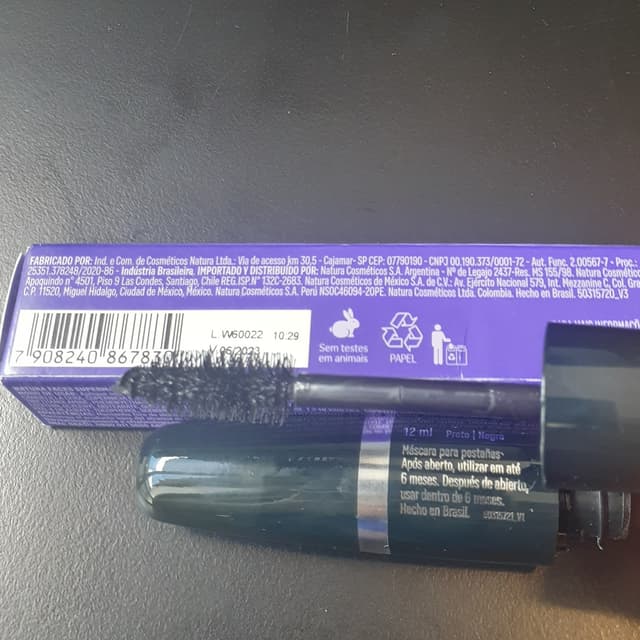 FABRICADO POR: Ind. e Com. de Cosméticos Natura Ltda.: Via de acesso km 30,5 - Cajamar - SP CEP: 07790190 - CNPJ 00.190.373/0001-72 - Aut. Func. 2.00567-7 - Proc.:
25351.378248/2020-86 - Indústria Brasileira. IMPORTADO Y DISTRIBUIDO POR: Natura Cosméticos S.A. Argentina - Nº de Legajo 2437-Res. MS 155/98. Natura Cosméticos
Apoquindo nº 4501, Piso 9 Las Condes, Santiago, Chile REG.ISP.Nº 132C-2683. Natura Cosméticos de México S.A. de C.V.: Av. Ejército Nacional 579, Int. Mezzanine C, Col. Gra
C.P. 11520, Miguel Hidalgo, Ciudad de México, México. Natura Cosméticos S.A. Perú NSOC46094-20PE. Natura Cosméticos Ltda. Colombia. Hecho en Brasil. 50315720_V3
L.VV60022 10:29
7 908240 867830
Sem testes
em animais
PAPEL
12 ml Preto | Negro
Máscara para pestañas
Após aberto, utilizar em até
6 meses. Después de abierto,
usar dentro de 6 meses.
Hecho en Brasil. 50315721_V1